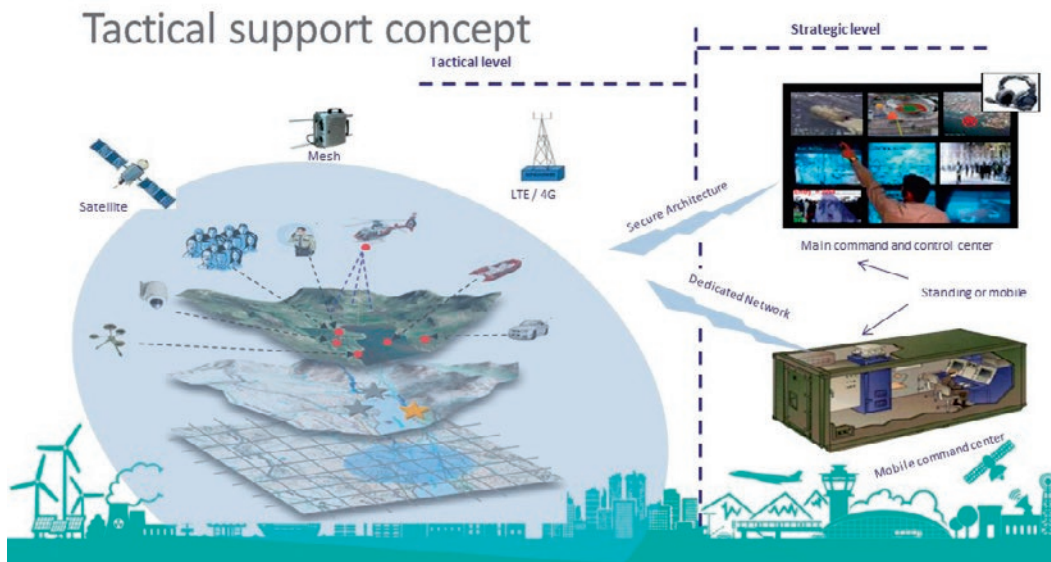 Tactical support concept
Tactical level
Strategic level
Mesh
Satellite
LTE / 4G
Secure Architecture
Main command and control center
Dedicated Network
Standing or mobile
Mobile command center